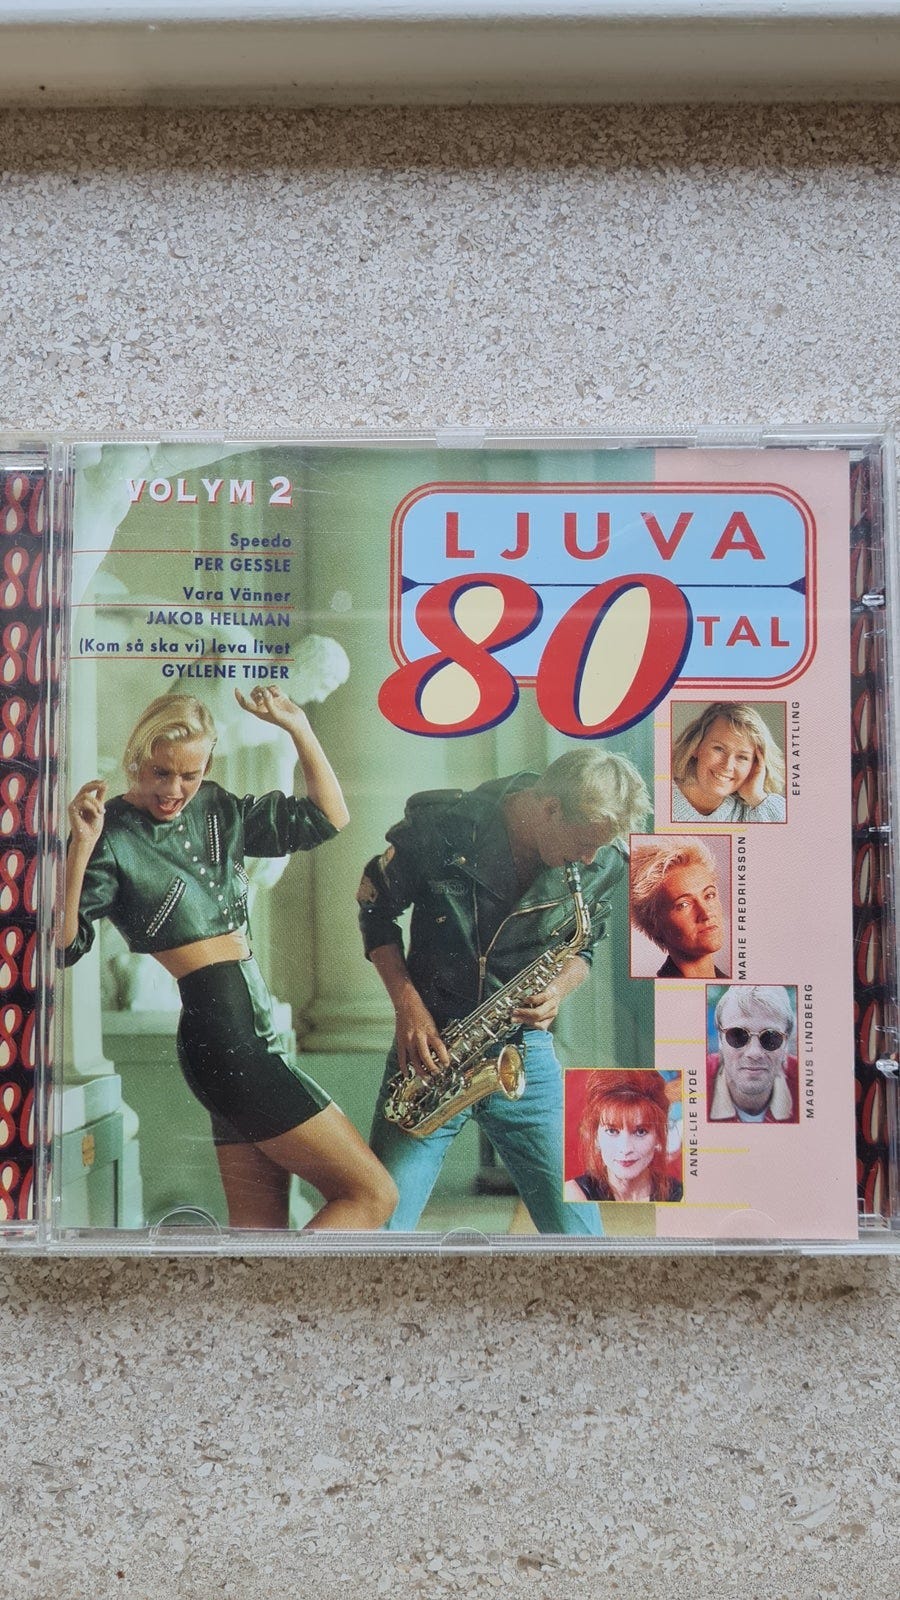 VOLYM 2
Speedo
PER GESSLE
Vara Vänner
JAKOB HELLMAN
(Kom så ska vi) leva livet
GYLLENE TIDER
LJUVA
80
TAL
EFVA ATTLING
MARIE FREDRIKSSON
MAGNUS LINDBERG
ANNE-LIE RYDÉ